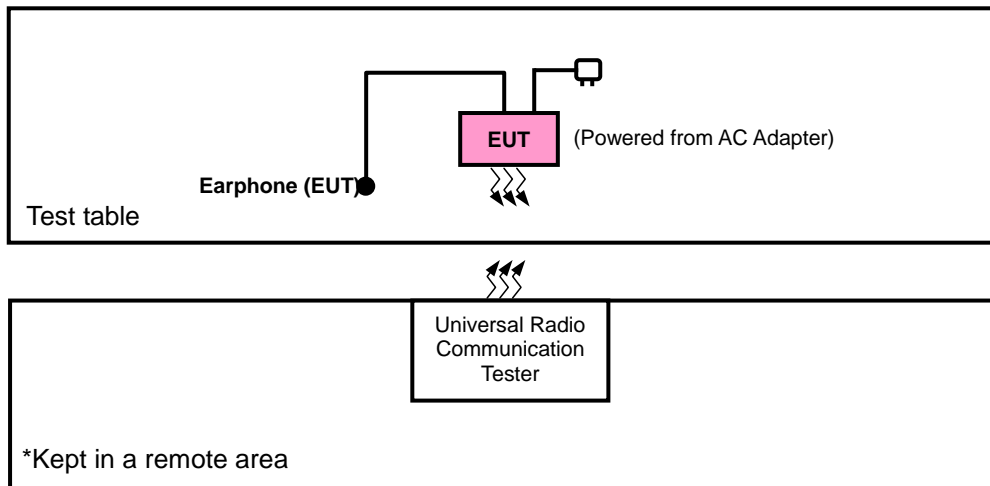 EUT
(Powered from AC Adapter)
Earphone (EUT)
Test table
Universal Radio
Communication
Tester
*Kept in a remote area